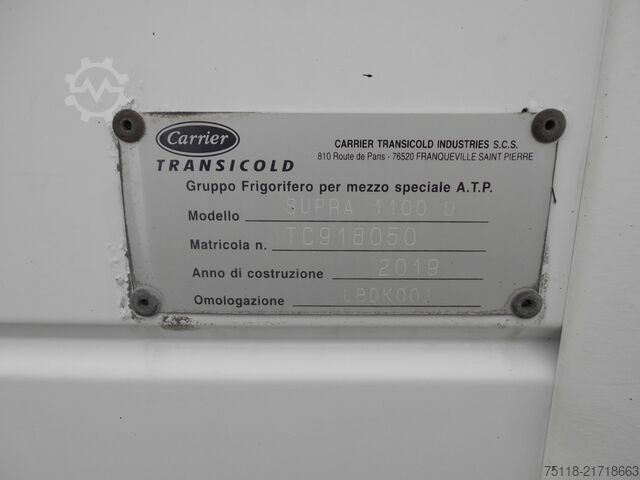 Carrier
TRANSICOLD
CARRIER TRANSICOLD INDUSTRIES S.C.S.
810 Route de Paris - 76520 FRANQUEVILLE SAINT PIERRE
Gruppo Frigorifero per mezzo speciale A.T.P.
Modello SUPRA 1100 U
Matricola n. TC918050
Anno di costruzione 2019
Omologazione
75118-21718663